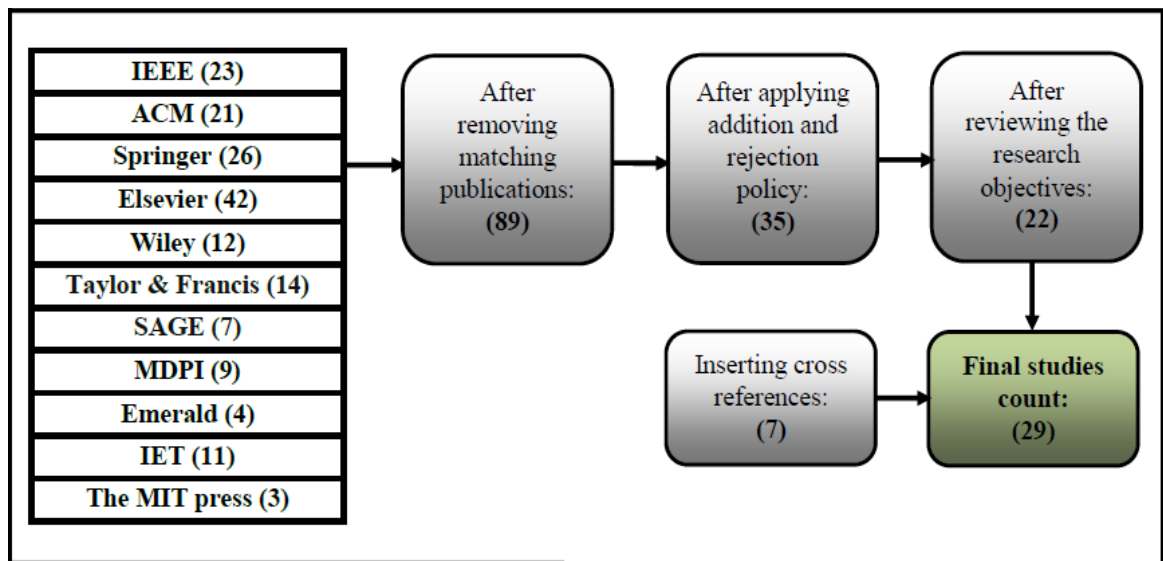 IEEE (23)
ACM (21)
Springer (26)
Elsevier (42)
Wiley (12)
Taylor & Francis (14)
SAGE (7)
MDPI (9)
Emerald (4)
IET (11)
The MIT press (3)
After
removing
matching
publications:
(89)
After applying
addition and
rejection
policy:
(35)
After
reviewing the
research
objectives:
(22)
Inserting cross
references:
(7)
Final studies
count:
(29)